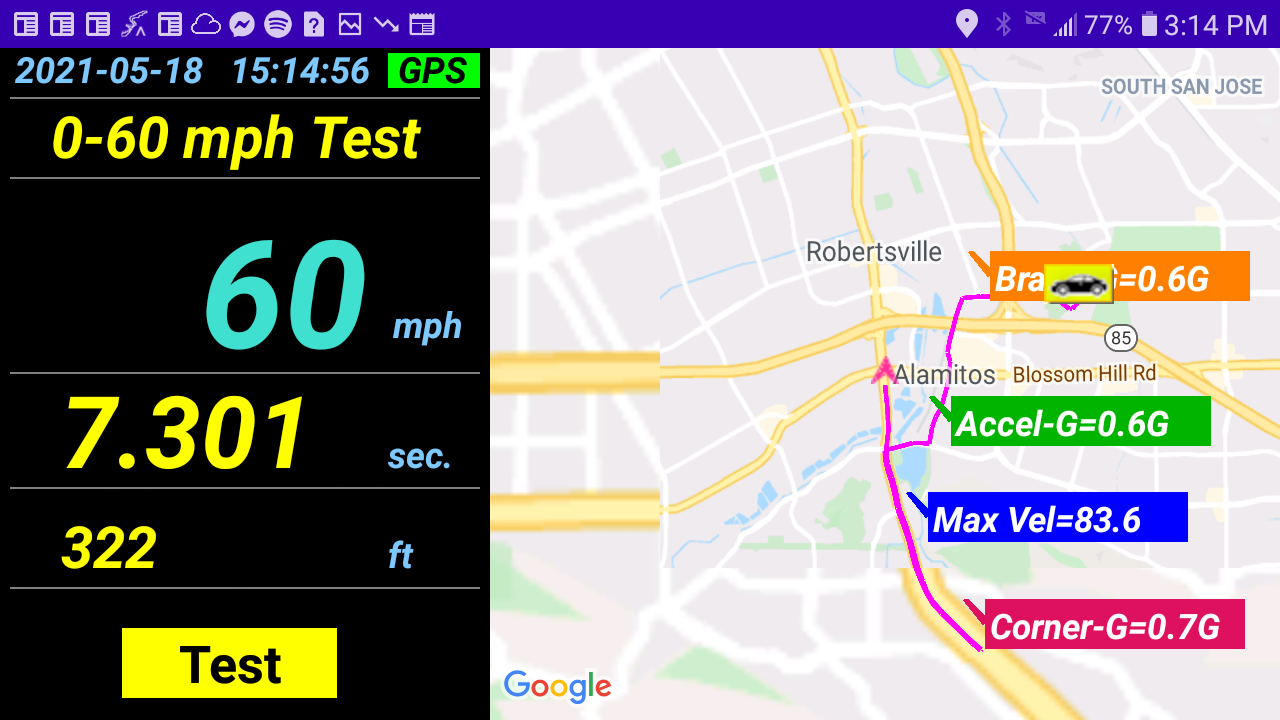 77% 3:14 PM
2021-05-18 15:14:56 GPS
0-60 mph Test
60 mph
7.301 sec.
322 ft
Test
SOUTH SAN JOSE
Robertsville
=0.6G
85
Alamitos Blossom Hill Rd
Accel-G=0.6G
Max Vel=83.6
Corner-G=0.7G
Google